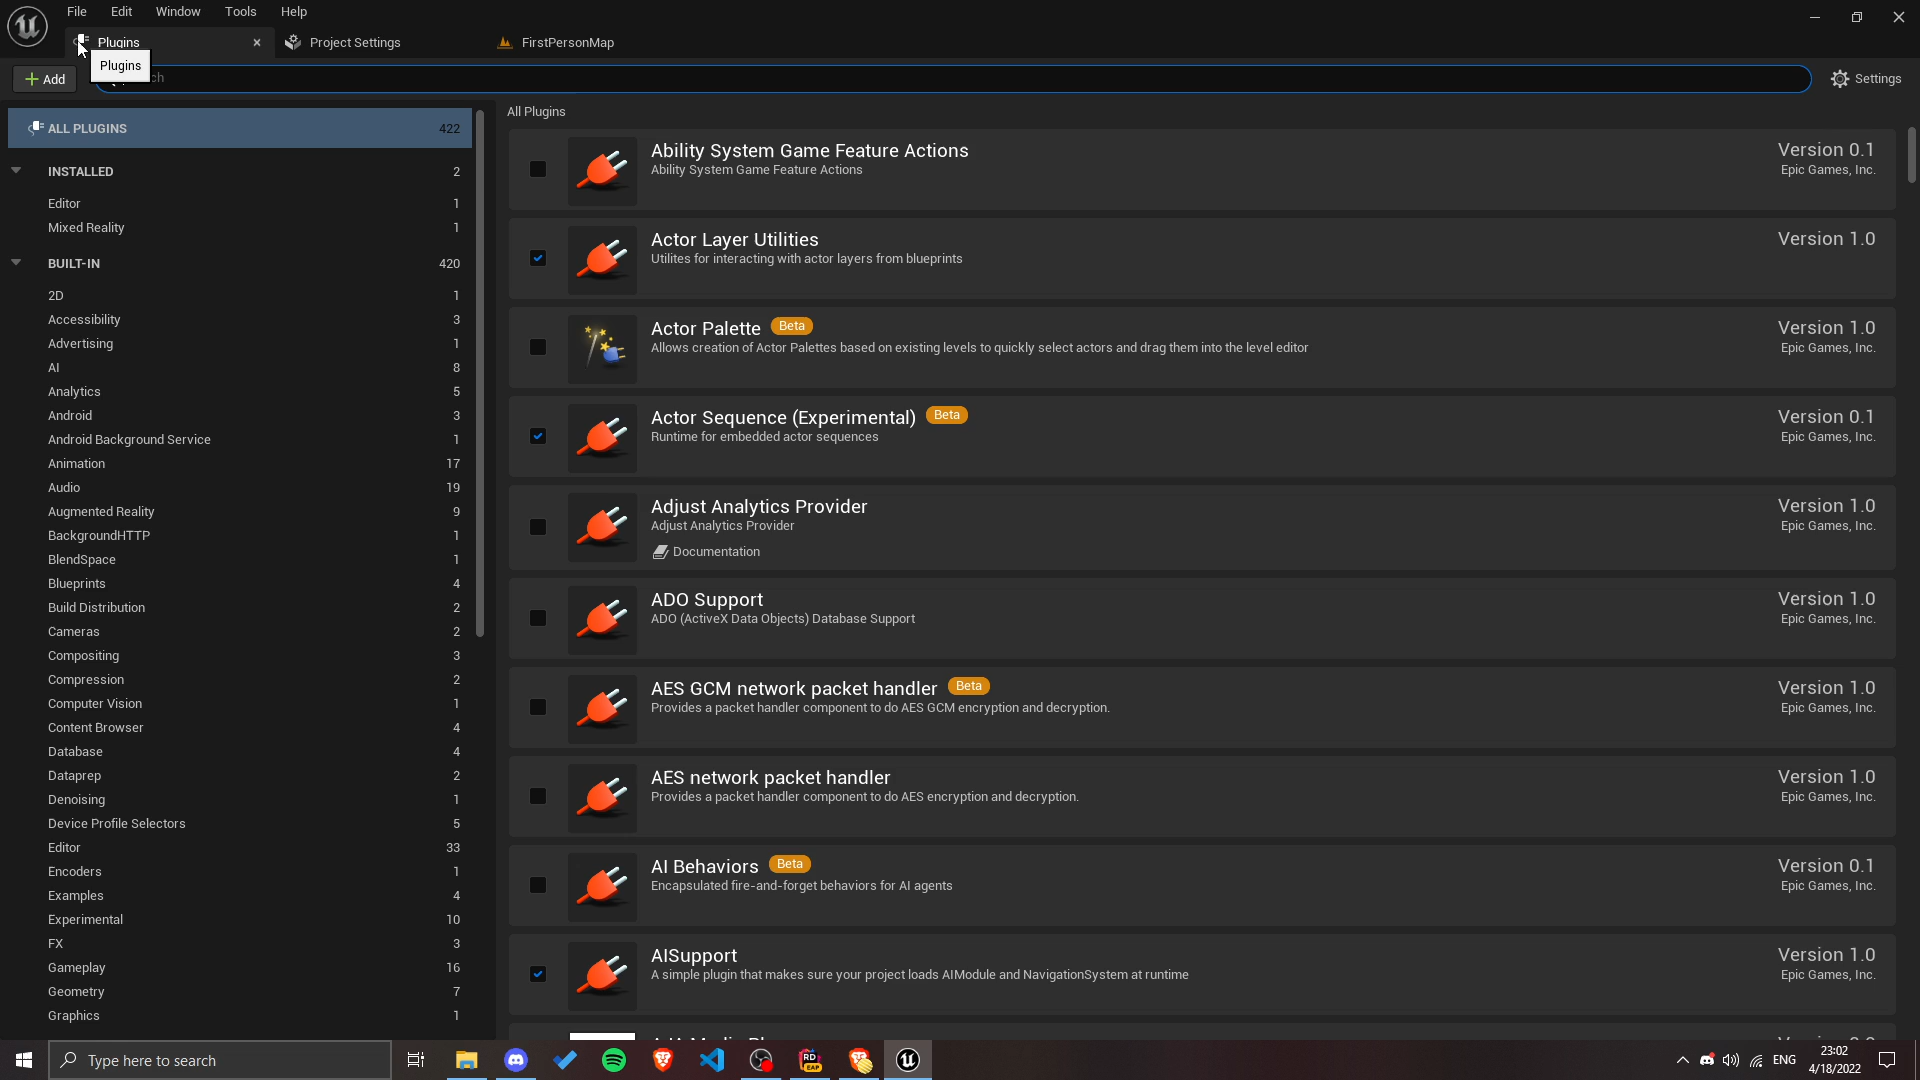 File Edit Window Tools Help
Plugins Project Settings FirstPersonMap
Plugins
Add
ch
Settings
ALL PLUGINS 422
INSTALLED 2
Editor 1
Mixed Reality 1
BUILT-IN 420
2D 1
Accessibility 3
Advertising 1
AI 8
Analytics 5
Android 3
Android Background Service 1
Animation 17
Audio 19
Augmented Reality 9
BackgroundHTTP 1
BlendSpace 1
Blueprints 4
Build Distribution 2
Cameras 2
Compositing 3
Compression 2
Computer Vision 1
Content Browser 4
Database 4
Dataprep 2
Denoising 1
Device Profile Selectors 5
Editor 33
Encoders 1
Examples 4
Experimental 10
FX 3
Gameplay 16
Geometry 7
Graphics 1
All Plugins
Ability System Game Feature Actions Version 0.1
Ability System Game Feature Actions Epic Games, Inc.
Actor Layer Utilities Version 1.0
Utilites for interacting with actor layers from blueprints
Actor Palette Beta Version 1.0
Allows creation of Actor Palettes based on existing levels to quickly select actors and drag them into the level editor Epic Games, Inc.
Actor Sequence (Experimental) Beta Version 0.1
Runtime for embedded actor sequences Epic Games, Inc.
Adjust Analytics Provider Version 1.0
Adjust Analytics Provider Epic Games, Inc.
Documentation
ADO Support Version 1.0
ADO (ActiveX Data Objects) Database Support Epic Games, Inc.
AES GCM network packet handler Beta Version 1.0
Provides a packet handler component to do AES GCM encryption and decryption. Epic Games, Inc.
AES network packet handler Version 1.0
Provides a packet handler component to do AES encryption and decryption. Epic Games, Inc.
AI Behaviors Beta Version 0.1
Encapsulated fire-and-forget behaviors for AI agents Epic Games, Inc.
AISupport Version 1.0
A simple plugin that makes sure your project loads AIModule and NavigationSystem at runtime Epic Games, Inc.
Type here to search
RD
EAP
ENG
23:02
4/18/2022